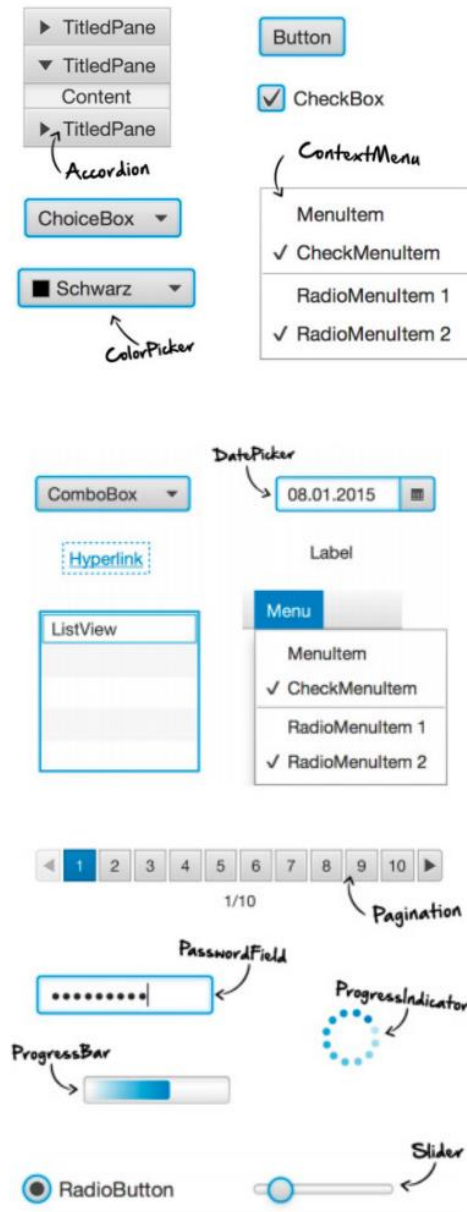 TitledPane
TitledPane
Content
TitledPane
Accordion
Button
CheckBox
ContextMenu
ChoiceBox
MenuItem
CheckMenuItem
RadioMenuItem 1
RadioMenuItem 2
Schwarz
ColorPicker
DatePicker
ComboBox
08.01.2015
Hyperlink
Label
ListView
Menu
MenuItem
CheckMenuItem
RadioMenuItem 1
RadioMenuItem 2
1 2 3 4 5 6 7 8 9 10
1/10
Pagination
PasswordField
ProgressIndicator
ProgressBar
Slider
RadioButton